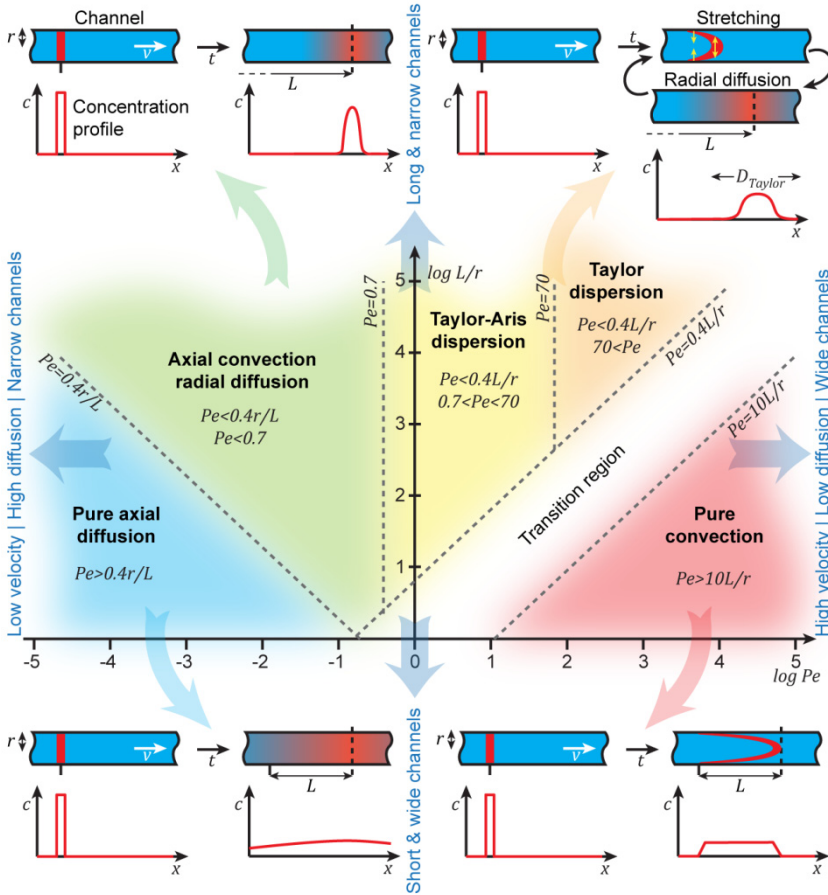 Channel
r
v
t
L
c
Concentration
profile
x
c
x
r
v
t
c
x
Stretching
Radial diffusion
L
c
D_Taylor
x
Long & narrow channels
Low velocity | High diffusion | Narrow channels
High velocity | Low diffusion | Wide channels
Short & wide channels
log L/r
5
4
3
2
1
-5
-4
-3
-2
-1
0
1
2
3
4
5
log Pe
Pe=0.4r/L
Pe=0.7
Pe=70
Pe=0.4L/r
Pe=10L/r
Axial convection
radial diffusion
Pe<0.4r/L
Pe<0.7
Taylor-Aris
dispersion
Pe<0.4L/r
0.7<Pe<70
Taylor
dispersion
Pe<0.4L/r
70<Pe
Transition region
Pure axial
diffusion
Pe>0.4r/L
Pure
convection
Pe>10L/r
r
v
t
L
c
x
c
x
r
v
t
L
c
x
c
x